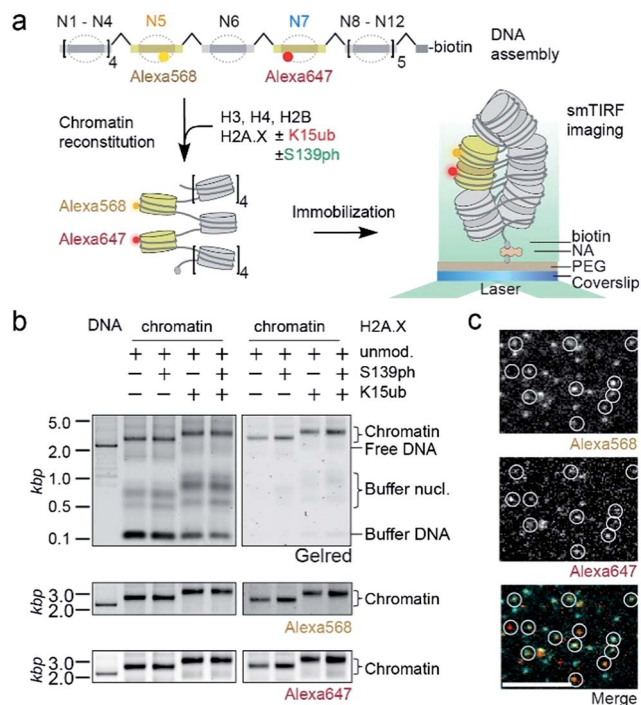 a
N1 - N4
N5
N6
N7
N8 - N12
4
5
-biotin
DNA
assembly
Alexa568
Alexa647
Chromatin
reconstitution
H3, H4, H2B
H2A.X ± K15ub
±S139ph
4
Alexa568
Alexa647
4
Immobilization
smTIRF
imaging
biotin
NA
PEG
Coverslip
Laser
b
DNA
chromatin
chromatin
H2A.X
+ + + + + + + + unmod.
− + − + − + − + S139ph
− − + + − − + + K15ub
kbp
5.0
2.0
1.0
0.5
0.1
Chromatin
Free DNA
Buffer nucl.
Buffer DNA
Gelred
kbp
3.0
2.0
Chromatin
Alexa568
kbp
3.0
2.0
Chromatin
Alexa647
c
Alexa568
Alexa647
Merge